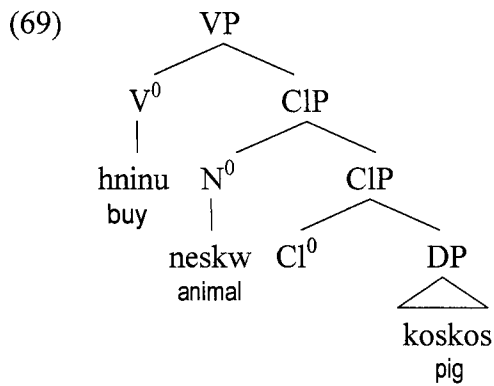 (69) VP
V⁰ ClP
hninu N⁰ ClP
buy
neskw Cl⁰ DP
animal
koskos
pig